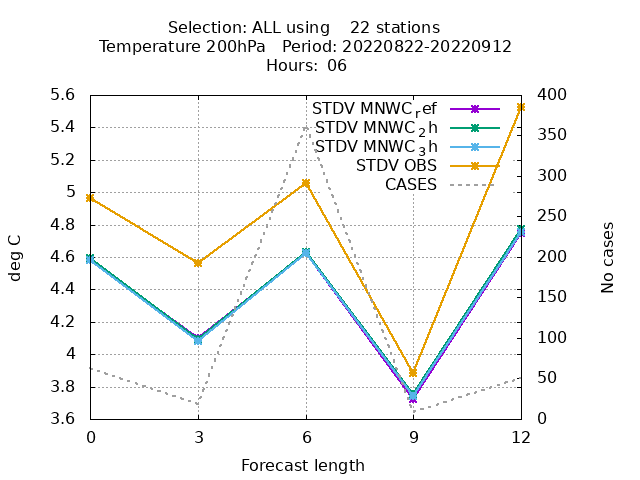 Selection: ALL using    22 stations
Temperature 200hPa   Period: 20220822-20220912
Hours:  06
5.6
5.4
5.2
5
4.8
4.6
4.4
4.2
4
3.8
3.6
deg C
STDV MNWC_ref
STDV MNWC_2h
STDV MNWC_3h
STDV OBS
CASES
400
350
300
250
200
150
100
50
0
No cases
0 3 6 9 12
Forecast length